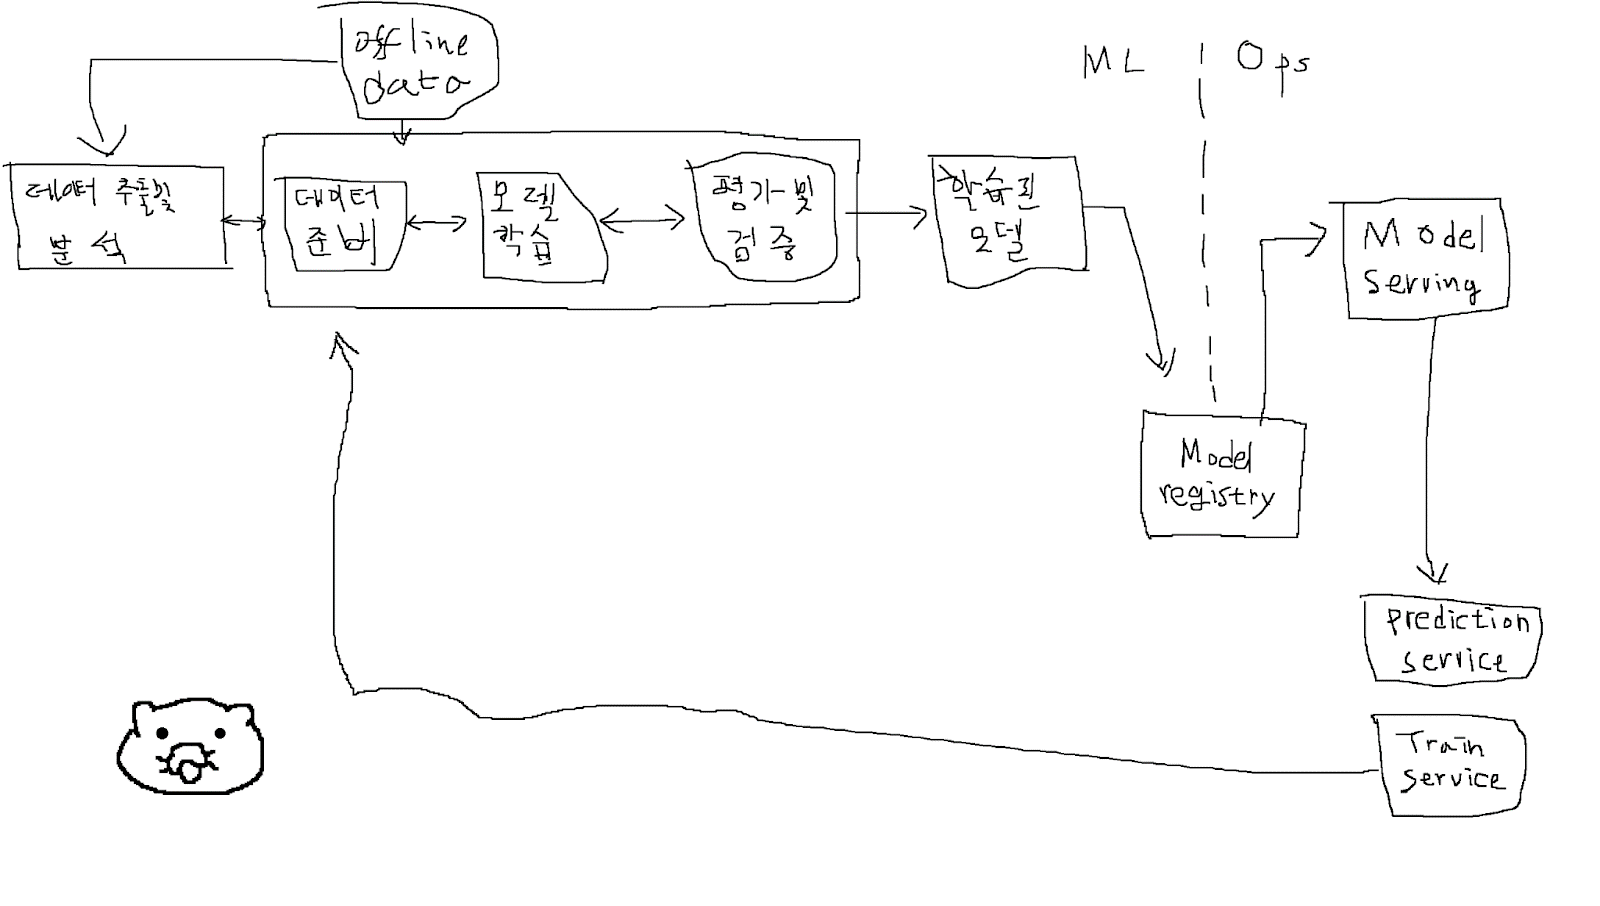 offline
data
ML
Ops
데이터 추출및
분석
데이터
준비
모델
학습
평가 및
검증
학습된
모델
Model
serving
Model
registry
prediction
service
Train
service